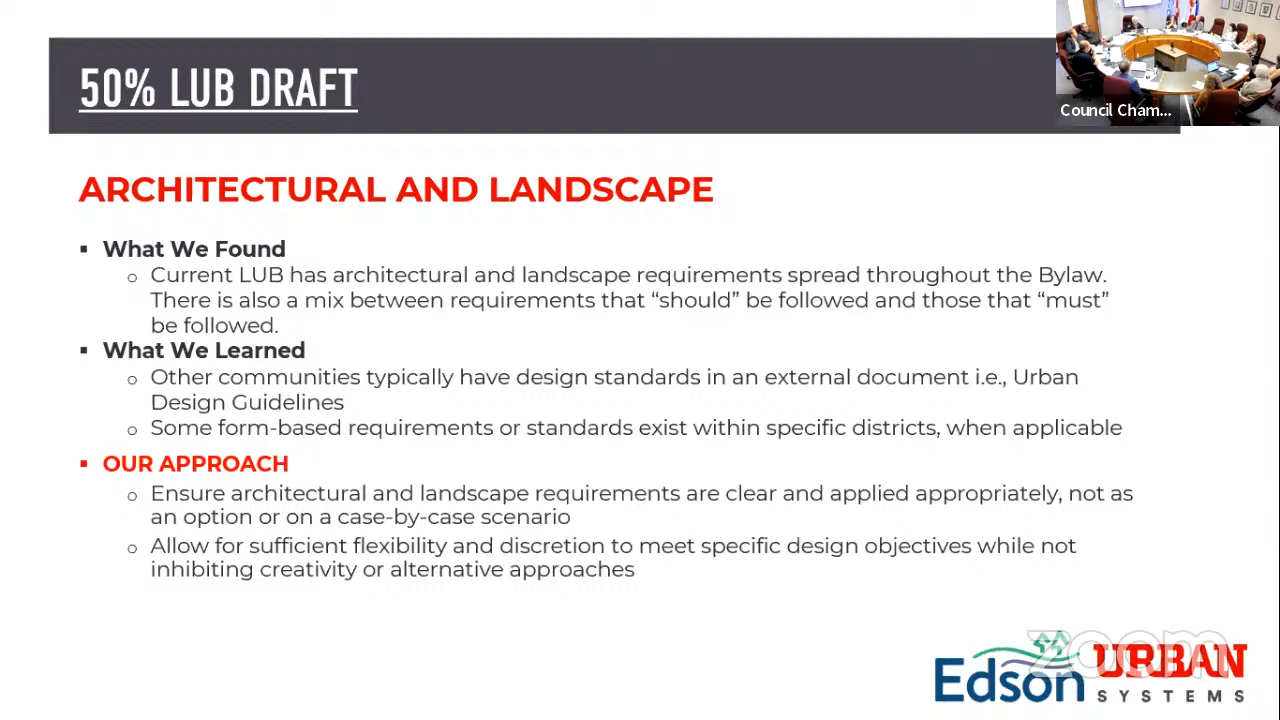 50% LUB DRAFT
Council Cham...
ARCHITECTURAL AND LANDSCAPE
▪ What We Found
o Current LUB has architectural and landscape requirements spread throughout the Bylaw.
There is also a mix between requirements that “should” be followed and those that “must”
be followed.
▪ What We Learned
o Other communities typically have design standards in an external document i.e., Urban
Design Guidelines
o Some form-based requirements or standards exist within specific districts, when applicable
▪ OUR APPROACH
o Ensure architectural and landscape requirements are clear and applied appropriately, not as
an option or on a case-by-case scenario
o Allow for sufficient flexibility and discretion to meet specific design objectives while not
inhibiting creativity or alternative approaches
zoom
Edson
URBAN
SYSTEMS